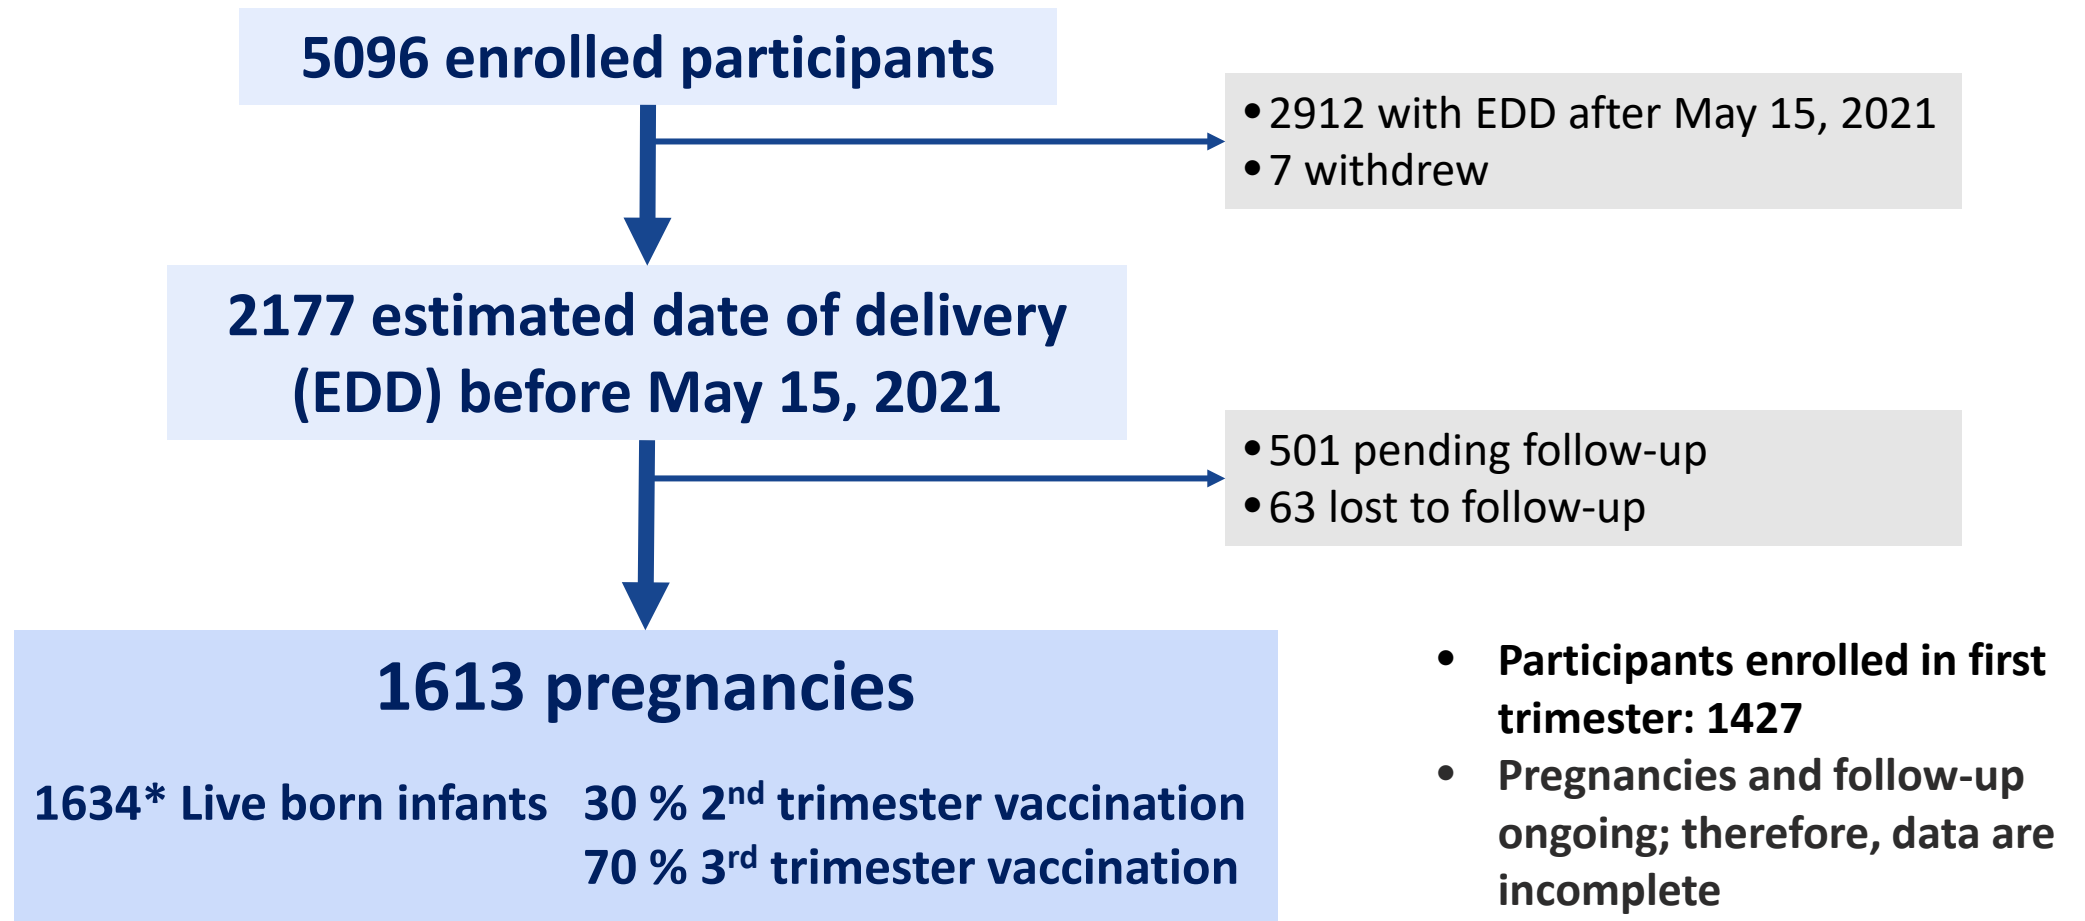 5096 enrolled participants
• 2912 with EDD after May 15, 2021
• 7 withdrew
2177 estimated date of delivery
(EDD) before May 15, 2021
• 501 pending follow-up
• 63 lost to follow-up
1613 pregnancies
1634* Live born infants
30 % 2nd trimester vaccination
70 % 3rd trimester vaccination
• Participants enrolled in first
trimester: 1427
• Pregnancies and follow-up
ongoing; therefore, data are
incomplete